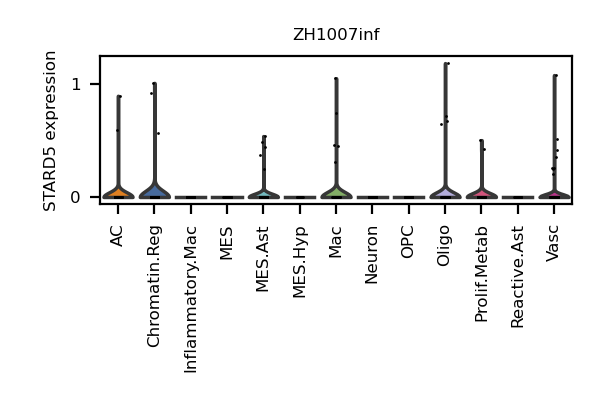 ZH1007inf
STARD5 expression
1
0
AC
Chromatin.Reg
Inflammatory.Mac
MES
MES.Ast
MES.Hyp
Mac
Neuron
OPC
Oligo
Prolif.Metab
Reactive.Ast
Vasc